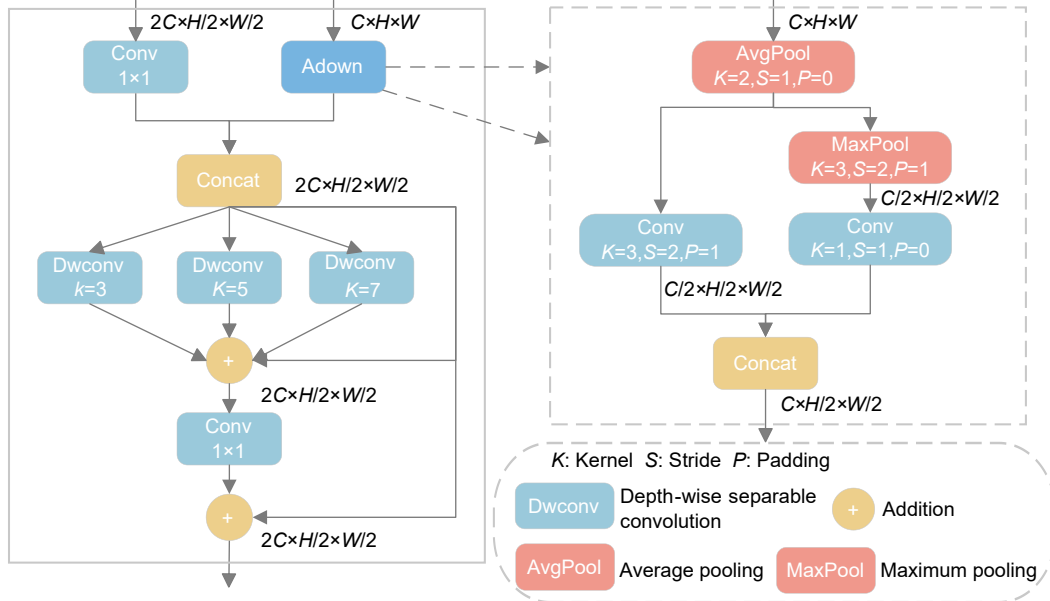 2C×H/2×W/2
C×H×W
Conv
1×1
Adown
Concat
2C×H/2×W/2
Dwconv
k=3
Dwconv
K=5
Dwconv
K=7
+
2C×H/2×W/2
Conv
1×1
+
2C×H/2×W/2
C×H×W
AvgPool
K=2,S=1,P=0
MaxPool
K=3,S=2,P=1
C/2×H/2×W/2
Conv
K=3,S=2,P=1
Conv
K=1,S=1,P=0
C/2×H/2×W/2
Concat
C×H/2×W/2
K: Kernel S: Stride P: Padding
Dwconv
Depth-wise separable
convolution
+
Addition
AvgPool
Average pooling
MaxPool
Maximum pooling